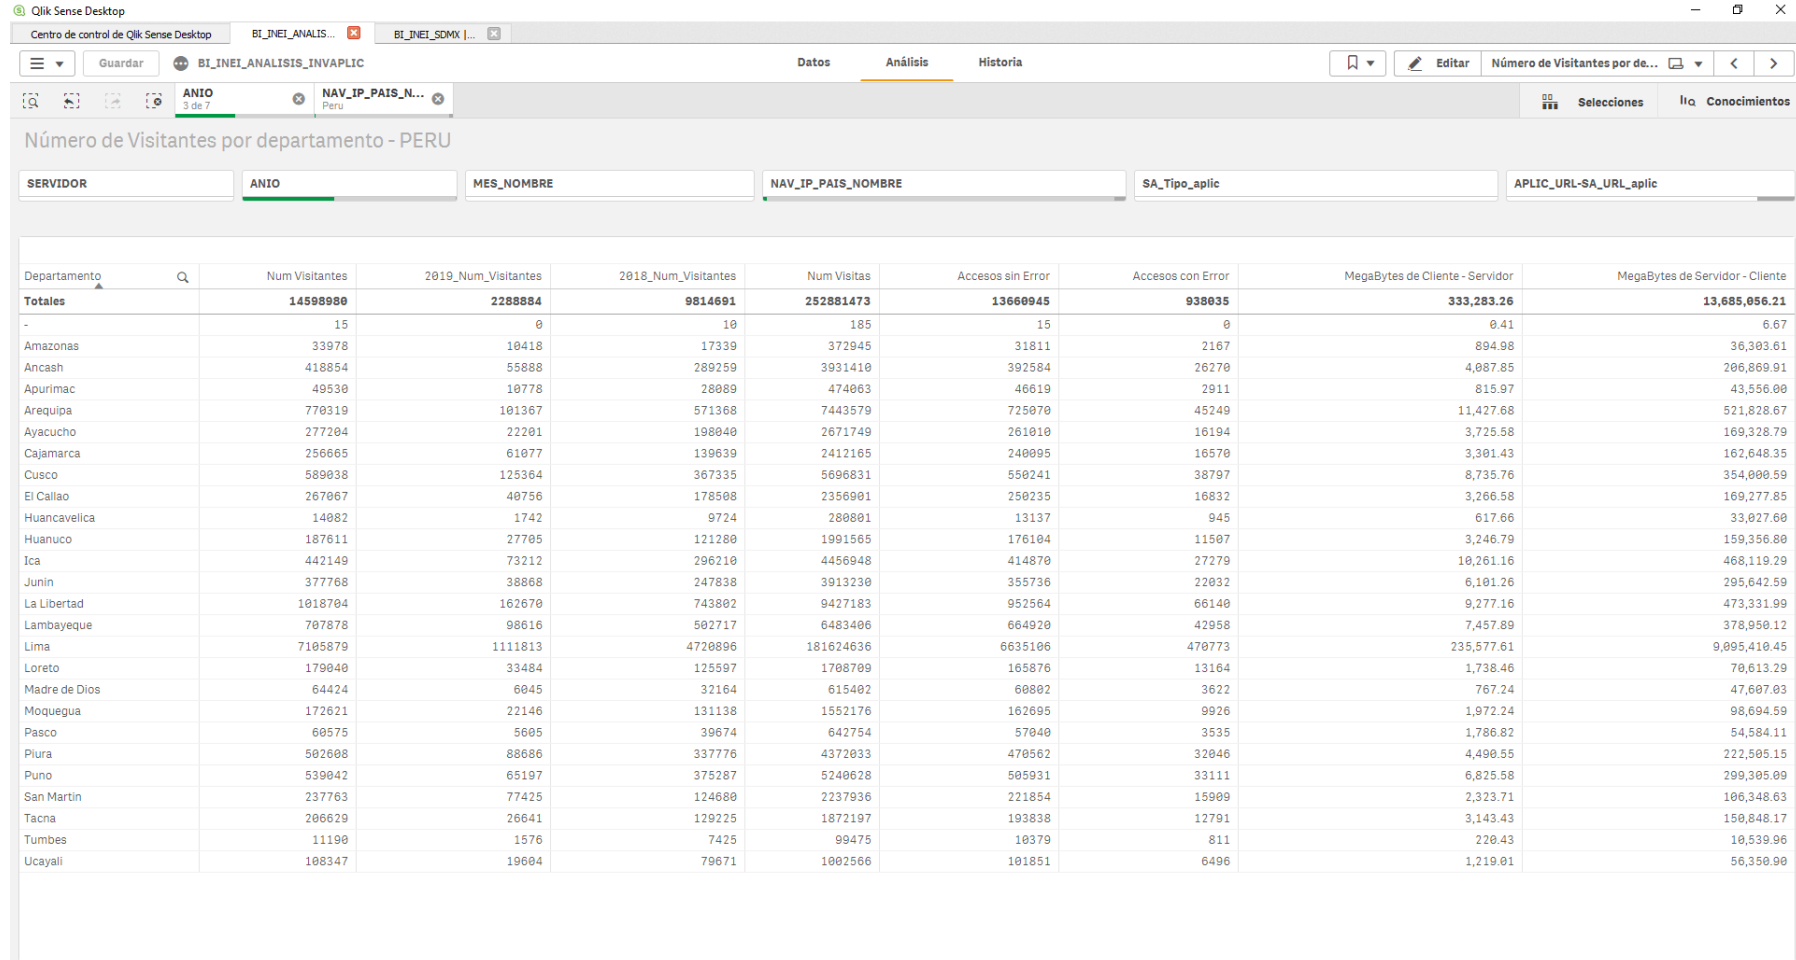 Qlik Sense Desktop
Centro de control de Qlik Sense Desktop BI_INEI_ANALIS... BI_INEI_SDMX |...
Guardar BI_INEI_ANALISIS_INVAPLIC Datos Análisis Historia Editar Número de Visitantes por de...
ANIO NAV_IP_PAIS_N... Selecciones Conocimientos
3 de 7 Peru
Número de Visitantes por departamento - PERU
SERVIDOR ANIO MES_NOMBRE NAV_IP_PAIS_NOMBRE SA_Tipo_aplic APLIC_URL-SA_URL_aplic
Departamento Num Visitantes 2019_Num_Visitantes 2018_Num_Visitantes Num Visitas Accesos sin Error Accesos con Error MegaBytes de Cliente - Servidor MegaBytes de Servidor - Cliente
Totales 14598980 2288884 9814691 252881473 13660945 938035 333,283.26 13,685,056.21
- 15 0 10 185 15 0 0.41 6.67
Amazonas 33978 10418 17339 372945 31811 2167 894.98 36,303.61
Ancash 418854 55888 289259 3931410 392584 26270 4,087.85 206,869.91
Apurimac 49530 10778 28089 474063 46619 2911 815.97 43,556.00
Arequipa 770319 101367 571368 7443579 725070 45249 11,427.68 521,828.67
Ayacucho 277204 22201 198040 2671749 261010 16194 3,725.58 169,328.79
Cajamarca 256665 61077 139639 2412165 240095 16570 3,301.43 162,648.35
Cusco 589038 125364 367335 5696831 550241 38797 8,735.76 354,000.59
El Callao 267067 40756 178508 2356901 250235 16832 3,266.58 169,277.85
Huancavelica 14082 1742 9724 280801 13137 945 617.66 33,027.60
Huanuco 187611 27705 121280 1991565 176104 11507 3,246.79 159,356.80
Ica 442149 73212 296210 4456948 414870 27279 10,261.16 468,119.29
Junin 377768 38868 247838 3913230 355736 22032 6,101.26 295,642.59
La Libertad 1018704 162670 743802 9427183 952564 66140 9,277.16 473,331.99
Lambayeque 707878 98616 502717 6483406 664920 42958 7,457.89 378,950.12
Lima 7105879 1111813 4720896 181624636 6635106 470773 235,577.61 9,095,410.45
Loreto 179040 33484 125597 1708709 165876 13164 1,738.46 70,613.29
Madre de Dios 64424 6045 32164 615402 60802 3622 767.24 47,607.03
Moquegua 172621 22146 131138 1552176 162695 9926 1,972.24 98,694.59
Pasco 60575 5605 39674 642754 57040 3535 1,786.82 54,584.11
Piura 502608 88686 337776 4372033 470562 32046 4,490.55 222,505.15
Puno 539042 65197 375287 5240628 505931 33111 6,825.58 299,305.09
San Martin 237763 77425 124680 2237936 221854 15909 2,323.71 106,348.63
Tacna 206629 26641 129225 1872197 193838 12791 3,143.43 150,848.17
Tumbes 11190 1576 7425 99475 10379 811 220.43 10,539.96
Ucayali 108347 19604 79671 1002566 101851 6496 1,219.01 56,350.90